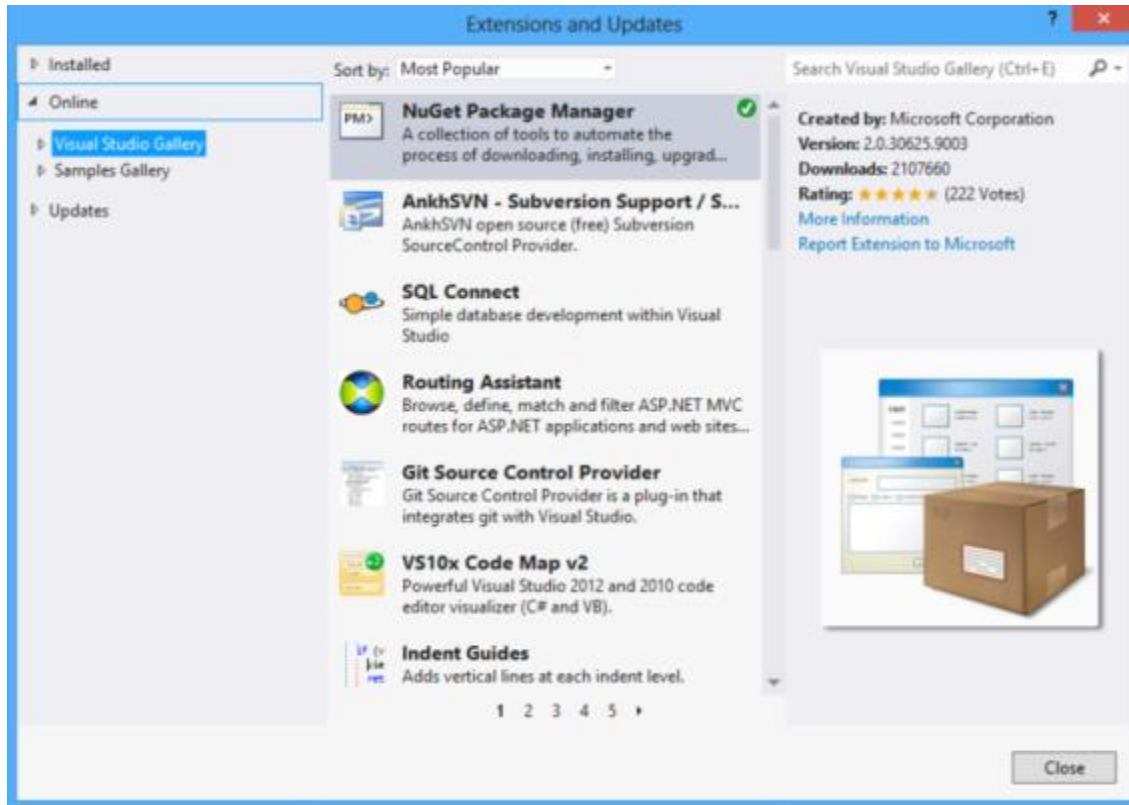 Extensions and Updates
?
Installed
Online
Visual Studio Gallery
Samples Gallery
Updates
Sort by: Most Popular
PM>
NuGet Package Manager
A collection of tools to automate the
process of downloading, installing, upgrad...
AnkhSVN - Subversion Support / S...
AnkhSVN open source (free) Subversion
SourceControl Provider.
SQL Connect
Simple database development within Visual
Studio
Routing Assistant
Browse, define, match and filter ASP.NET MVC
routes for ASP.NET applications and web sites...
Git Source Control Provider
Git Source Control Provider is a plug-in that
integrates git with Visual Studio.
VS10x Code Map v2
Powerful Visual Studio 2012 and 2010 code
editor visualizer (C# and VB).
Indent Guides
Adds vertical lines at each indent level.
1 2 3 4 5
Search Visual Studio Gallery (Ctrl+E)
Created by: Microsoft Corporation
Version: 2.0.30625.9003
Downloads: 2107660
Rating: (222 Votes)
More Information
Report Extension to Microsoft
Close